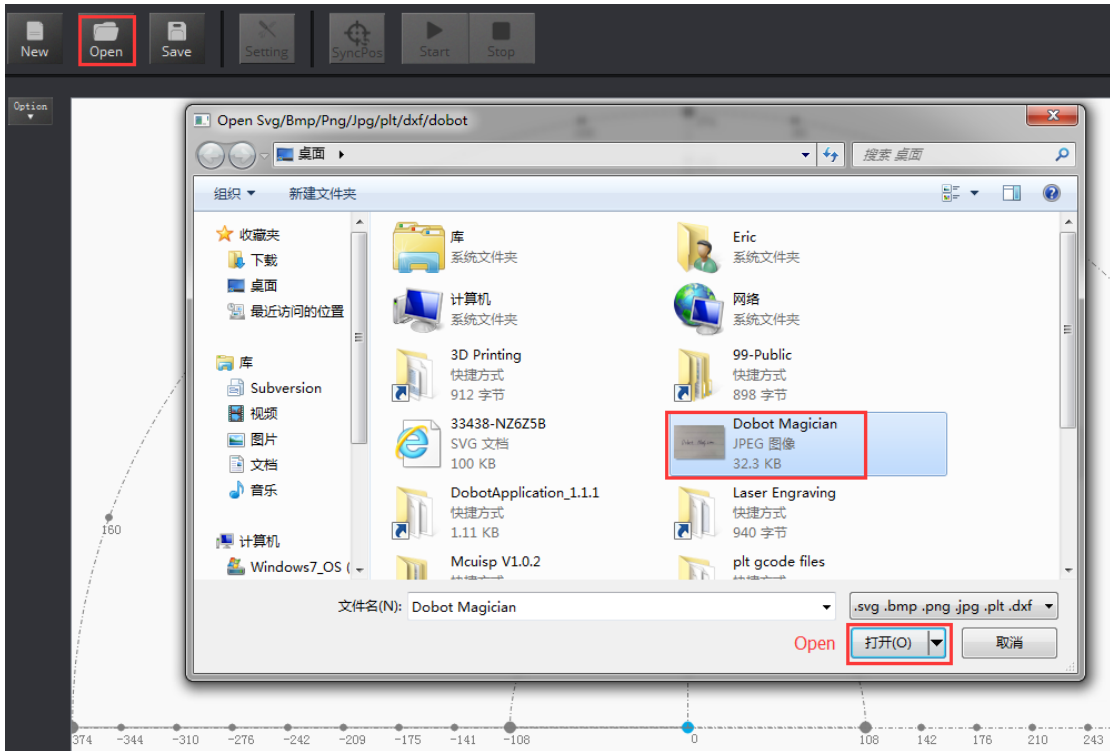 New Open Save Setting SyncPos Start Stop
Option
Open Svg/Bmp/Png/Jpg/plt/dxf/dobot
桌面
搜索 桌面
组织 新建文件夹
收藏夹
下载
桌面
最近访问的位置
库
Subversion
视频
图片
文档
音乐
计算机
Windows7_OS (
库
系统文件夹
Eric
系统文件夹
计算机
系统文件夹
网络
系统文件夹
3D Printing
快捷方式
912 字节
99-Public
快捷方式
898 字节
33438-NZ6Z5B
SVG 文档
100 KB
Dobot Magician
JPEG 图像
32.3 KB
DobotApplication_1.1.1
快捷方式
1.11 KB
Laser Engraving
快捷方式
940 字节
Mcuisp V1.0.2
plt gcode files
文件名(N): Dobot Magician .svg .bmp .png .jpg .plt .dxf
Open 打开(O) 取消
160
374 -344 -310 -276 -242 -209 -175 -141 -108 0 108 142 176 210 243